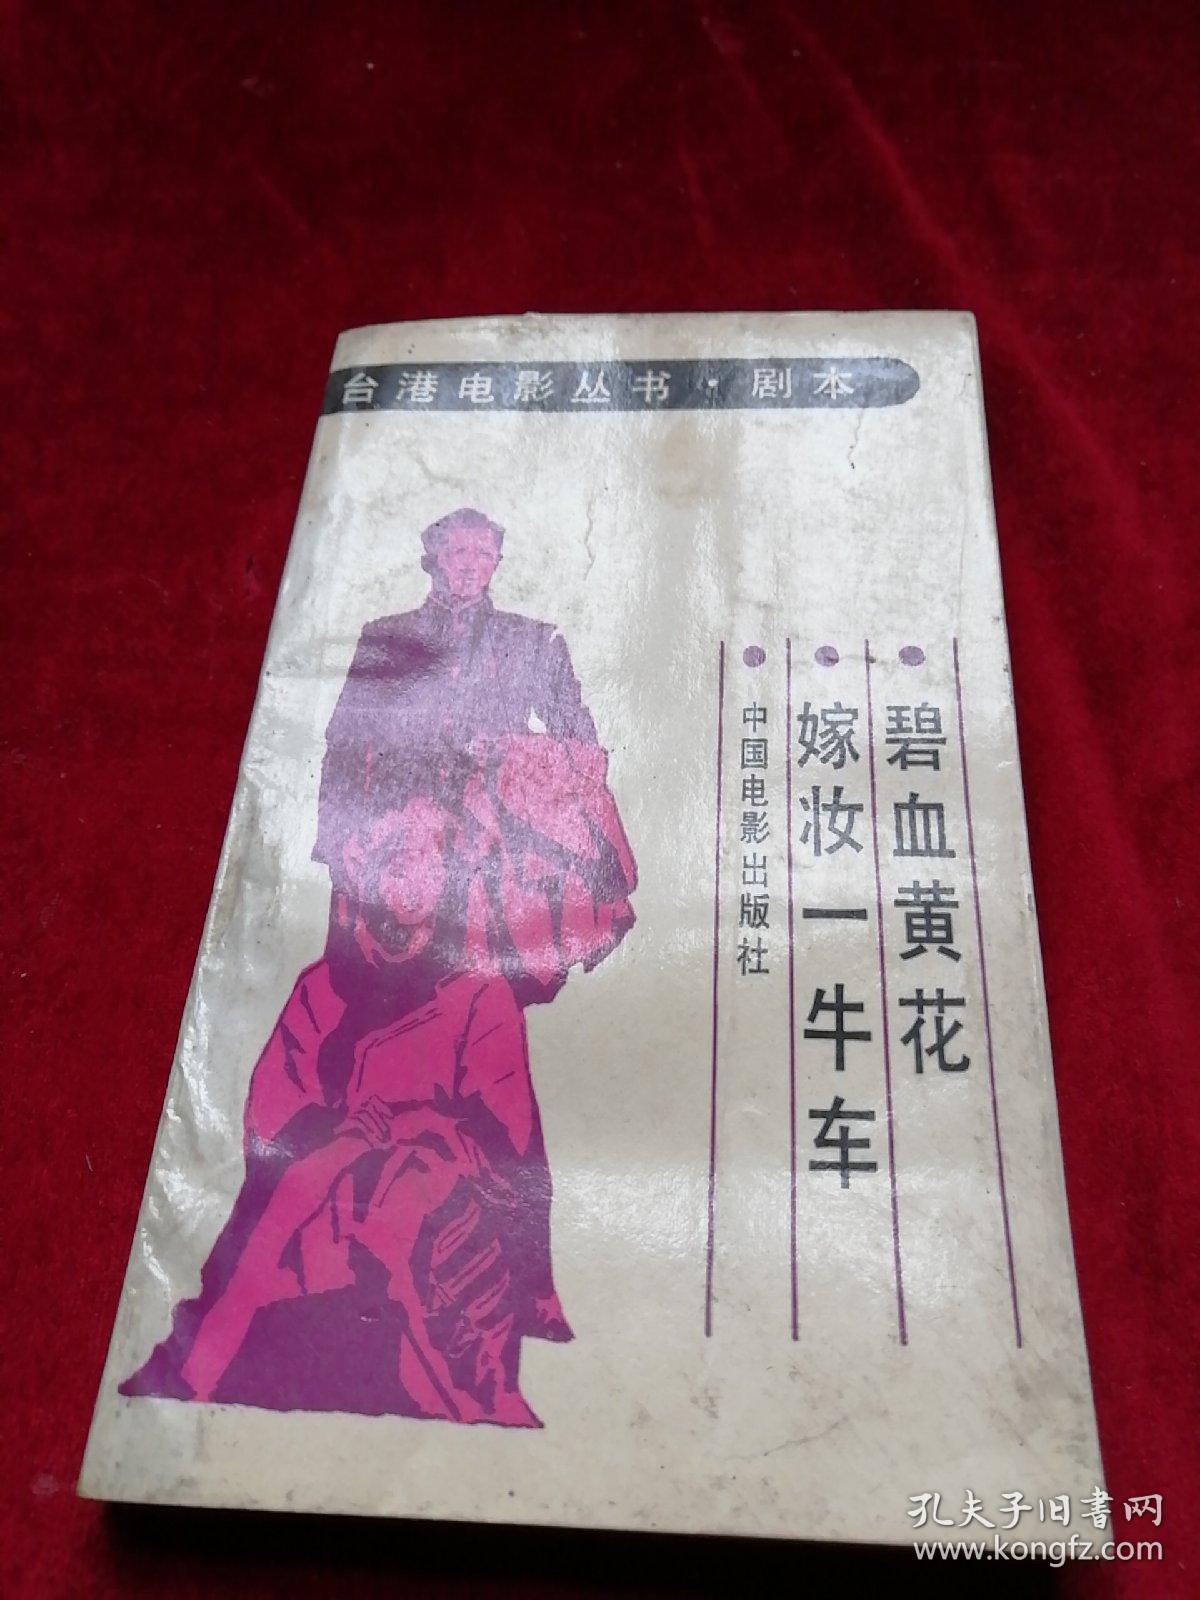 台港电影丛书·剧本
碧血黄花
嫁妆一牛车
中国电影出版社
孔夫子旧書网
www.kongfz.com